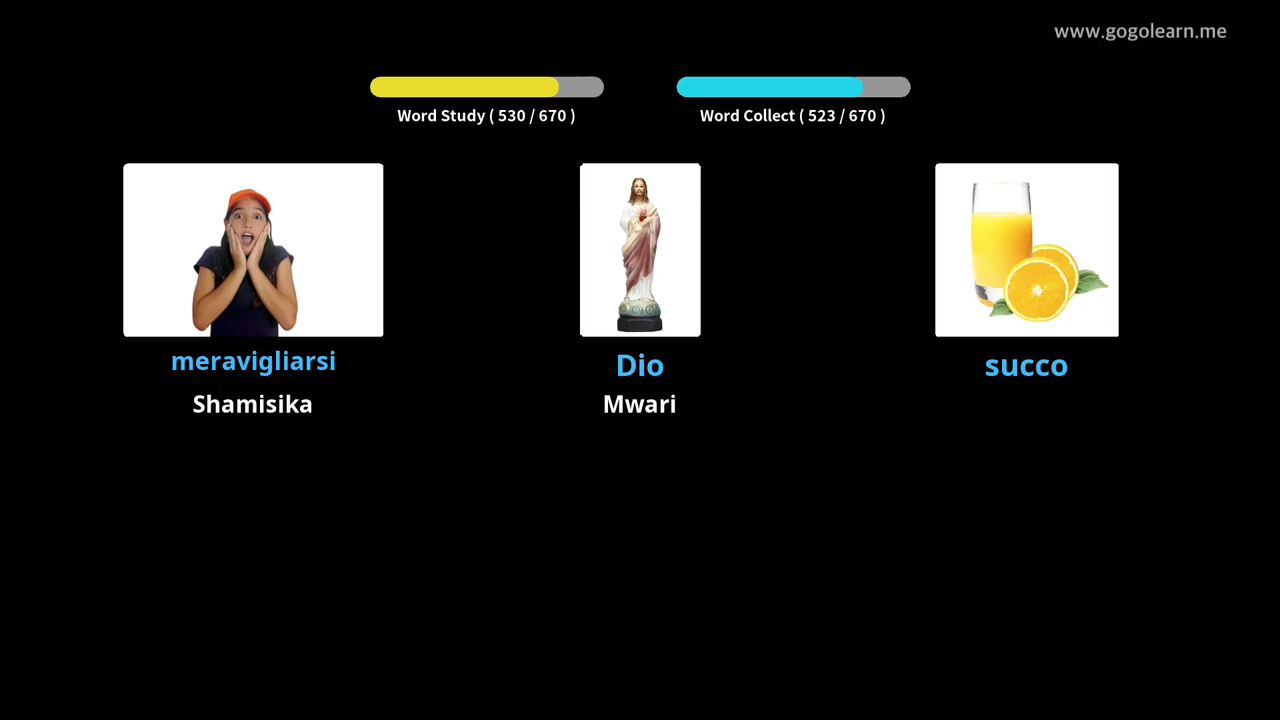 www.gogolearn.me
Word Study ( 530 / 670 )
Word Collect ( 523 / 670 )
meravigliarsi
Dio
succo
Shamisika
Mwari